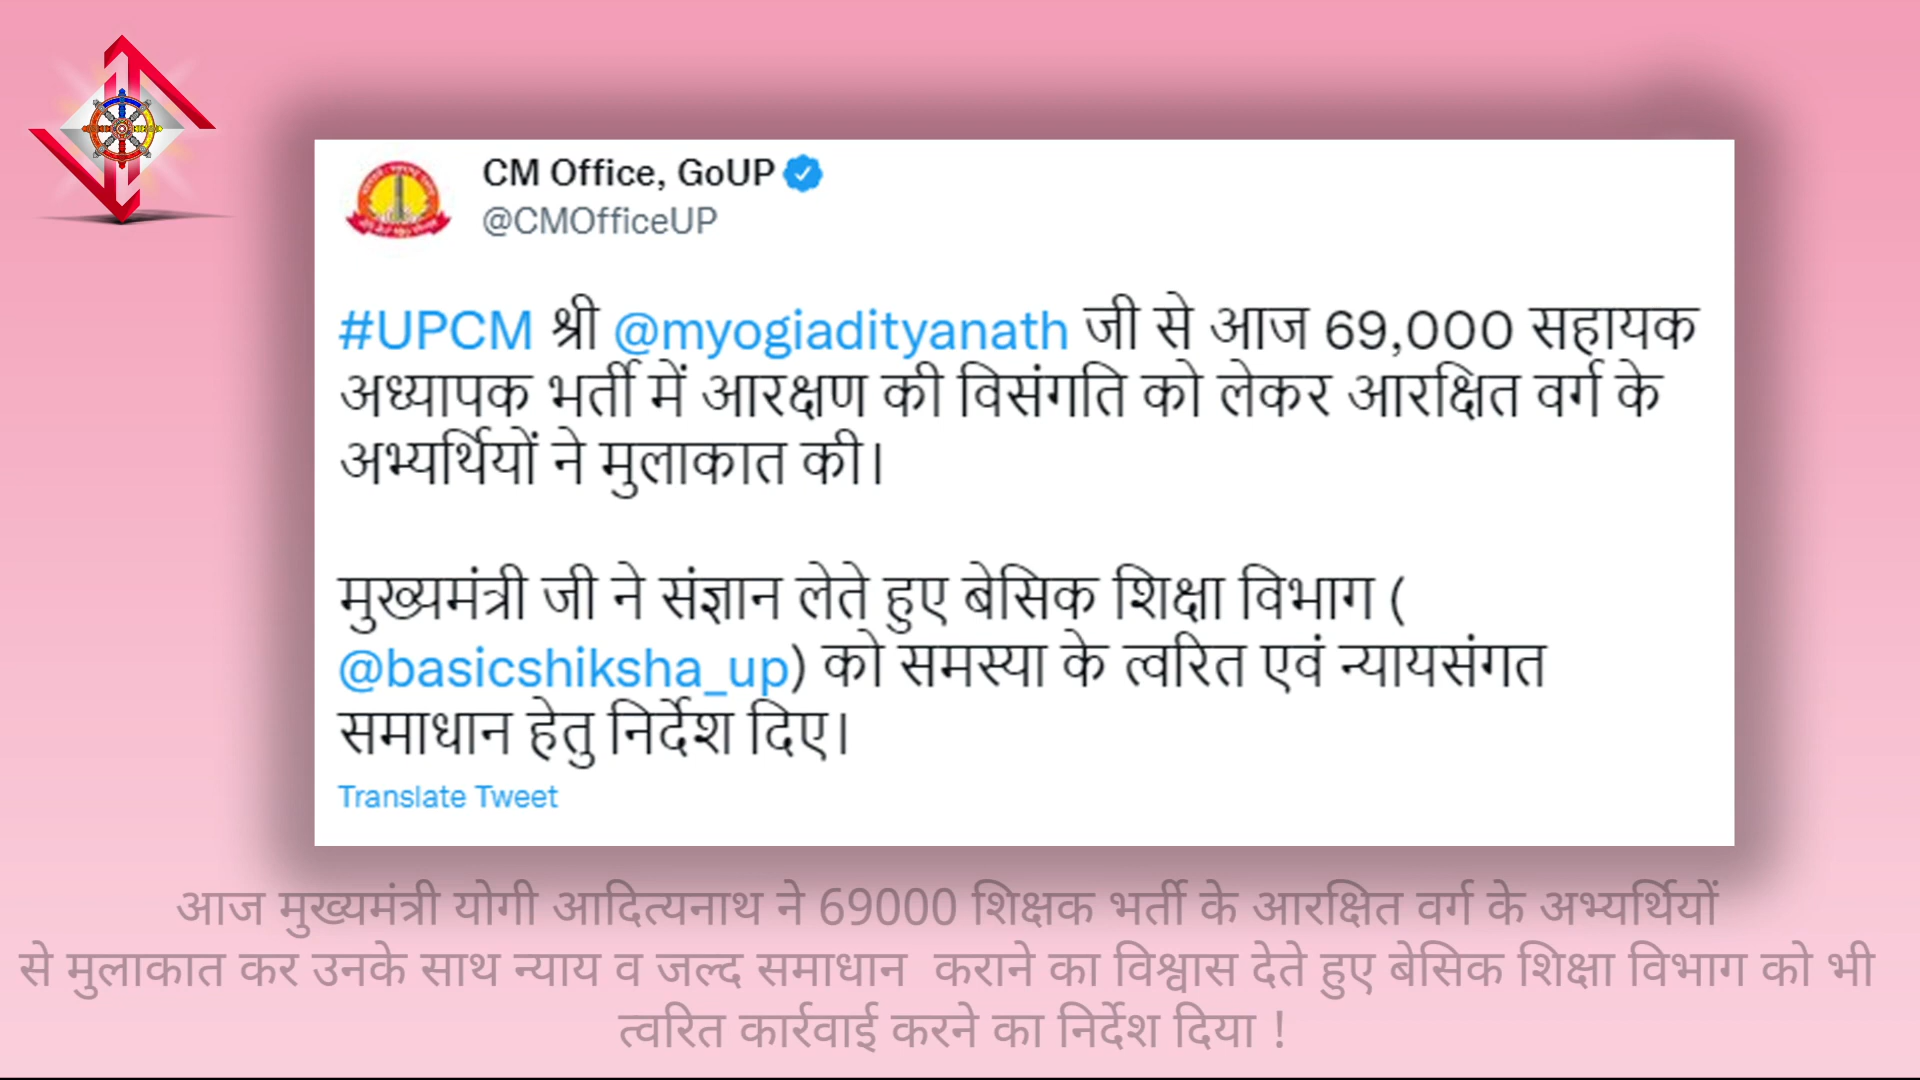 CM Office, GoUP
@CMOfficeUP
#UPCM श्री @myogiadityanath जी से आज 69,000 सहायक
अध्यापक भर्ती में आरक्षण की विसंगति को लेकर आरक्षित वर्ग के
अभ्यर्थियों ने मुलाकात की।
मुख्यमंत्री जी ने संज्ञान लेते हुए बेसिक शिक्षा विभाग (
@basicshiksha_up) को समस्या के त्वरित एवं न्यायसंगत
समाधान हेतु निर्देश दिए।
Translate Tweet
आज मुख्यमंत्री योगी आदित्यनाथ ने 69000 शिक्षक भर्ती के आरक्षित वर्ग के अभ्यर्थियों
से मुलाकात कर उनके साथ न्याय व जल्द समाधान कराने का विश्वास देते हुए बेसिक शिक्षा विभाग को भी
त्वरित कार्रवाई करने का निर्देश दिया !